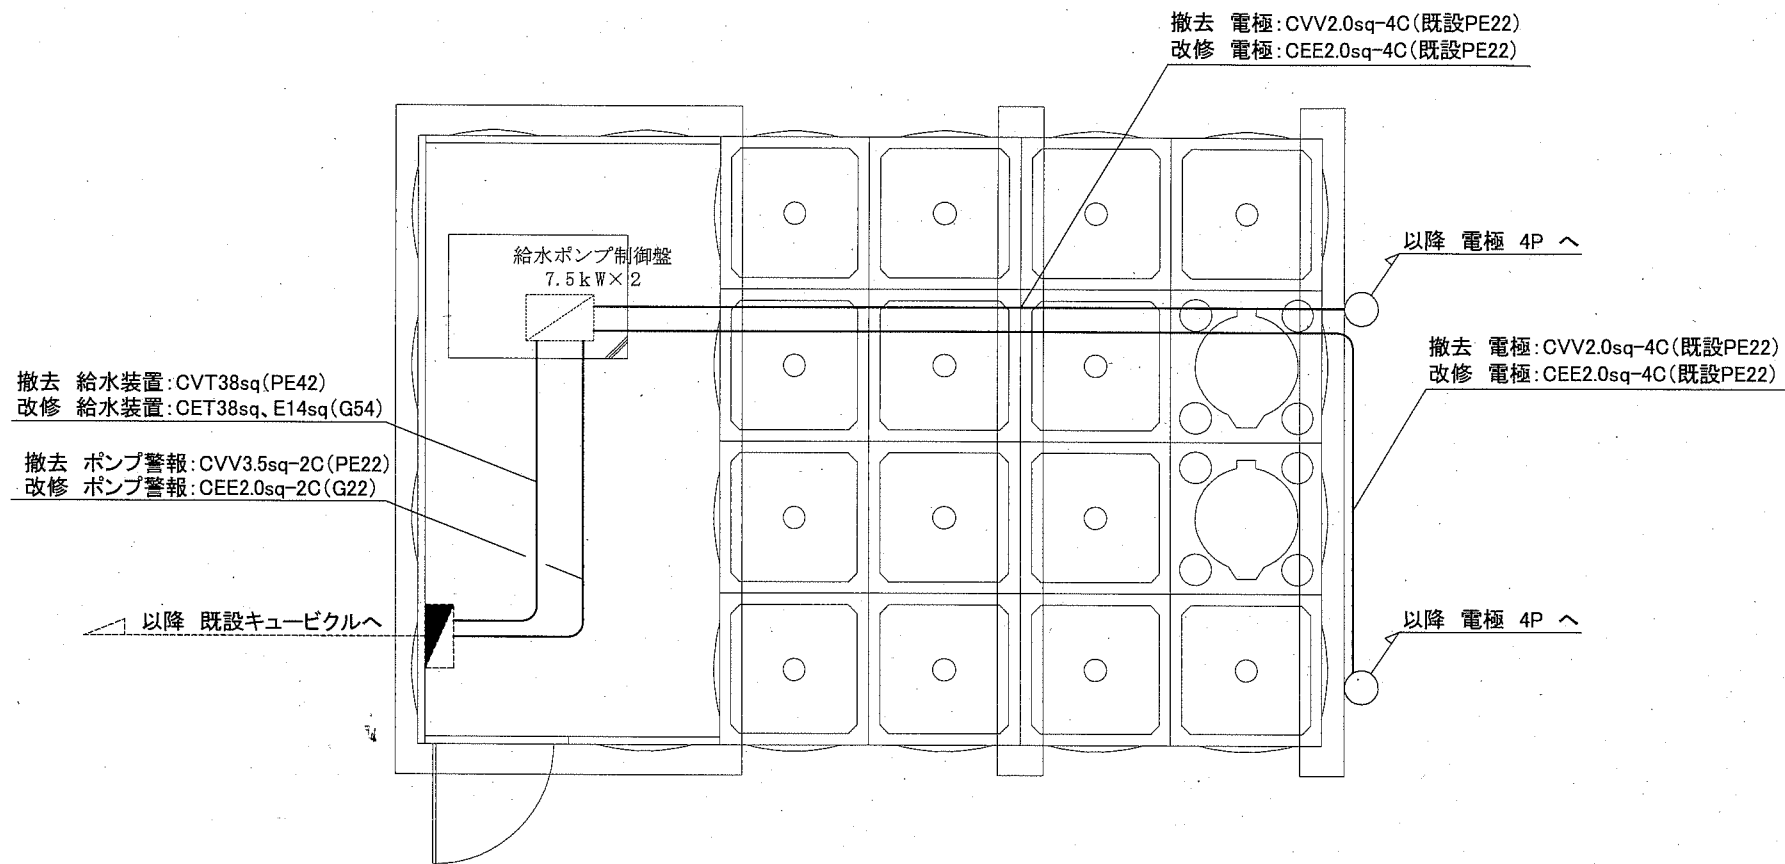 撤去 電極:CVV2.0sq-4C(既設PE22)
改修 電極:CEE2.0sq-4C(既設PE22)
給水ポンプ制御盤
7.5kW×2
以降 電極 4P へ
撤去 電極:CVV2.0sq-4C(既設PE22)
改修 電極:CEE2.0sq-4C(既設PE22)
撤去 給水装置:CVT38sq(PE42)
改修 給水装置:CET38sq、E14sq(G54)
撤去 ポンプ警報:CVV3.5sq-2C(PE22)
改修 ポンプ警報:CEE2.0sq-2C(G22)
以降 既設キュービクルへ
以降 電極 4P へ